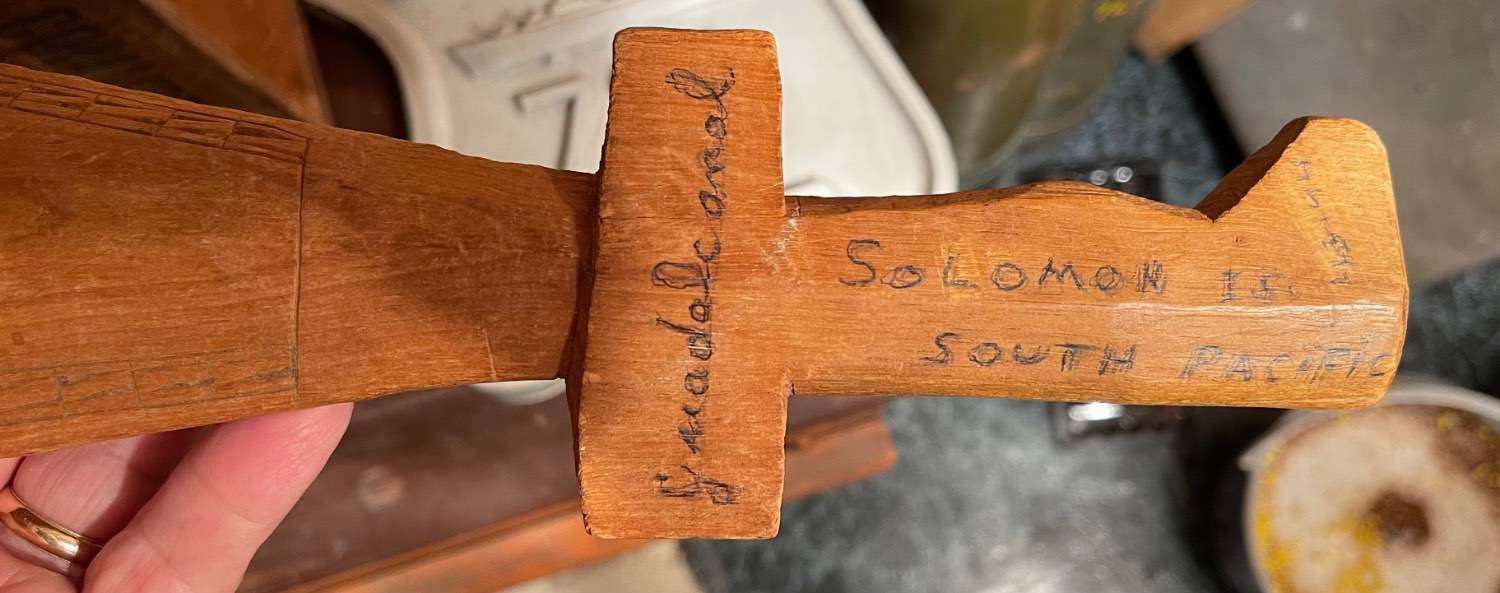 Guadalcanal
SOLOMON IS.
SOUTH PACIFIC